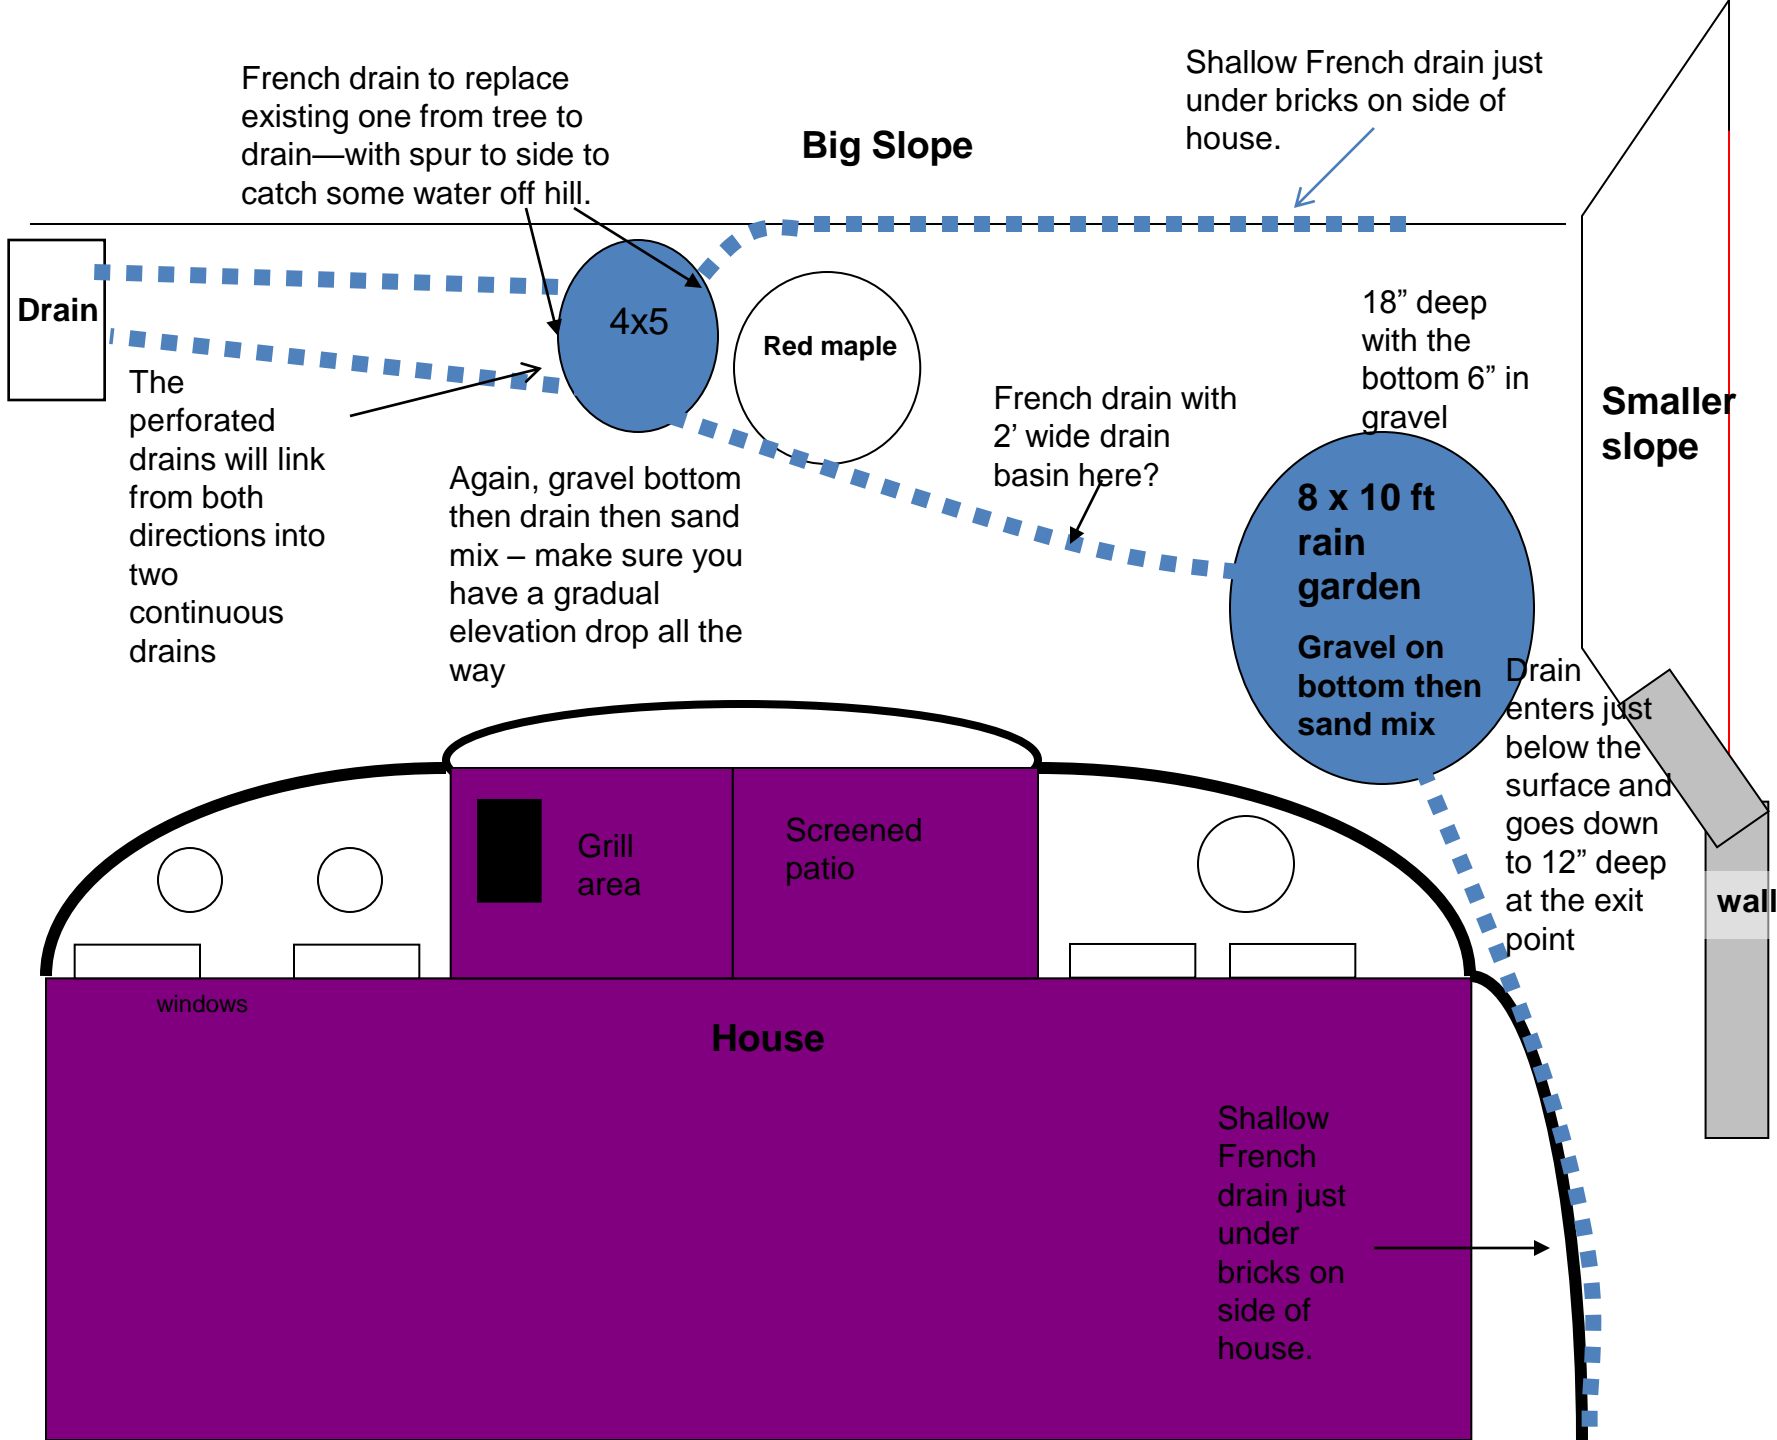 French drain to replace
existing one from tree to
drain—with spur to side to
catch some water off hill.
Big Slope
Shallow French drain just
under bricks on side of
house.
Drain
4x5
Red maple
18” deep
with the
bottom 6” in
gravel
Smaller
slope
The
perforated
drains will link
from both
directions into
two
continuous
drains
Again, gravel bottom
then drain then sand
mix – make sure you
have a gradual
elevation drop all the
way
French drain with
2’ wide drain
basin here?
8 x 10 ft
rain
garden
Gravel on
bottom then
sand mix
Drain
enters just
below the
surface and
goes down
to 12” deep
at the exit
point
wall
Grill
area
Screened
patio
windows
House
Shallow
French
drain just
under
bricks on
side of
house.